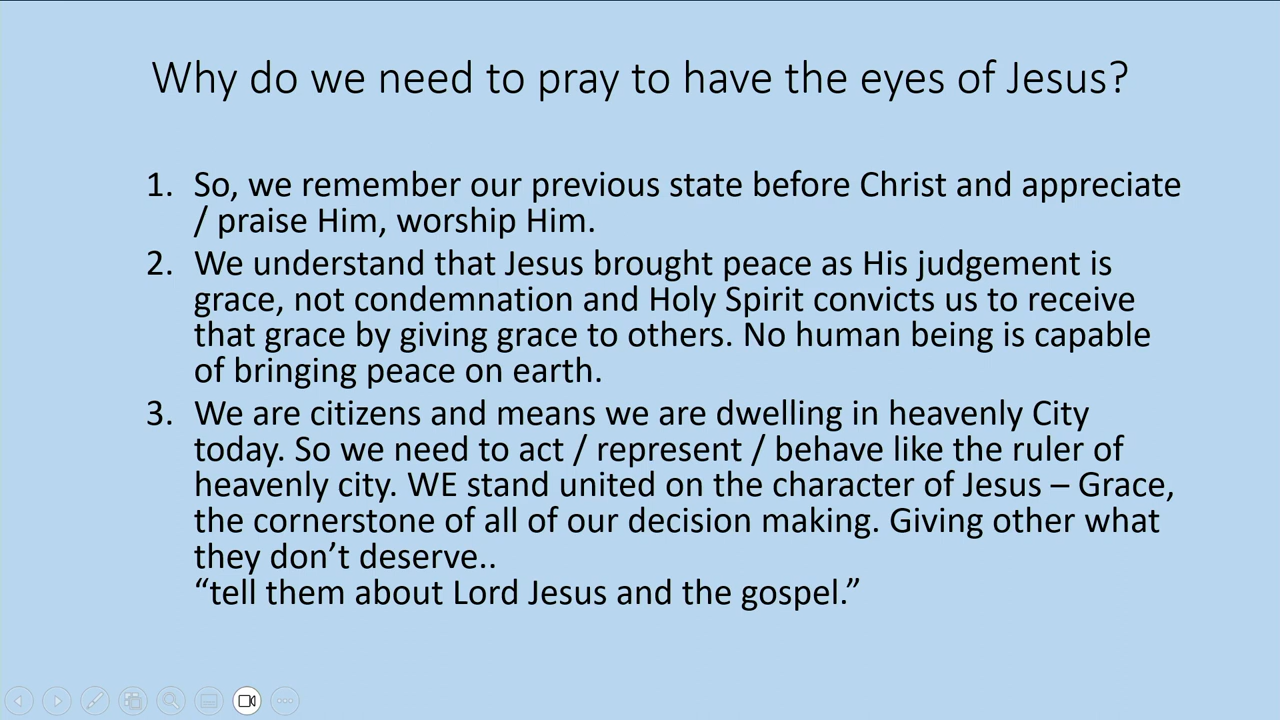 Why do we need to pray to have the eyes of Jesus?
1. So, we remember our previous state before Christ and appreciate
/ praise Him, worship Him.
2. We understand that Jesus brought peace as His judgement is
grace, not condemnation and Holy Spirit convicts us to receive
that grace by giving grace to others. No human being is capable
of bringing peace on earth.
3. We are citizens and means we are dwelling in heavenly City
today. So we need to act / represent / behave like the ruler of
heavenly city. WE stand united on the character of Jesus – Grace,
the cornerstone of all of our decision making. Giving other what
they don’t deserve..
“tell them about Lord Jesus and the gospel.”